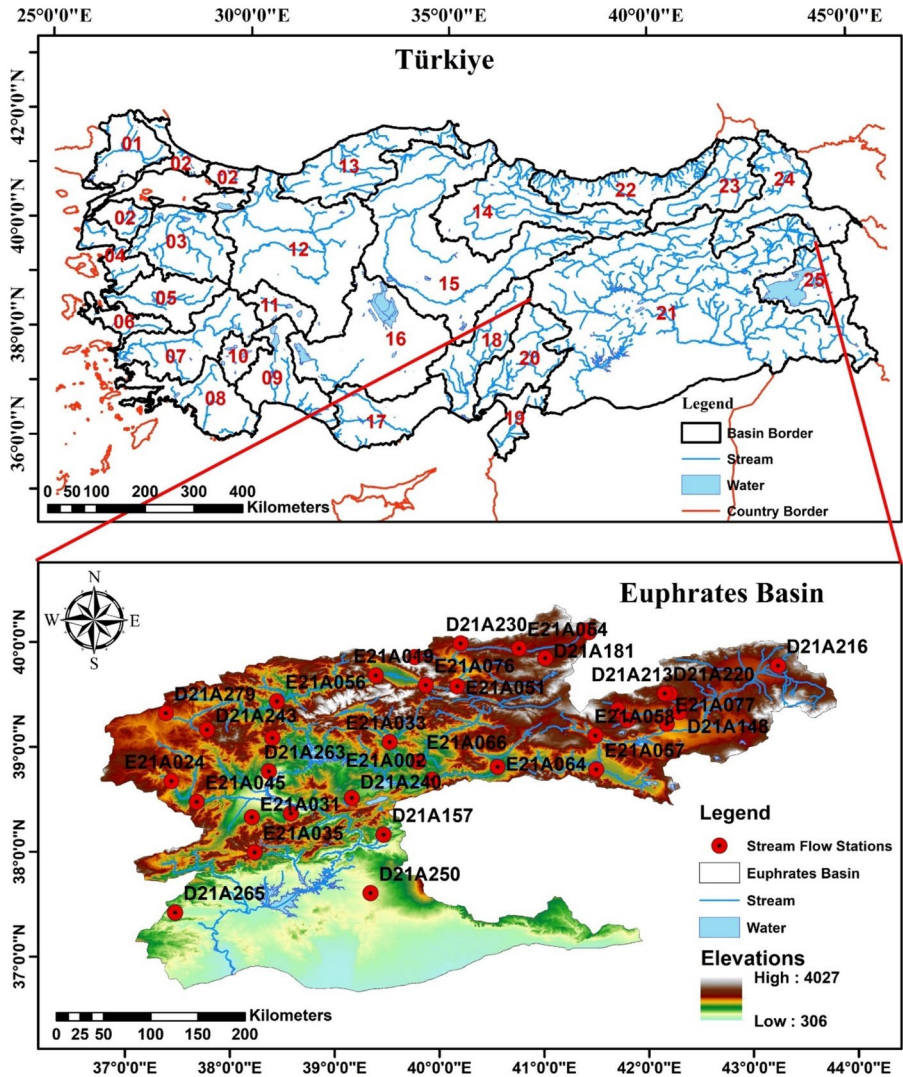 25°0'0"E 30°0'0"E 35°0'0"E 40°0'0"E 45°0'0"E
Türkiye
42°0'0"N
40°0'0"N
38°0'0"N
36°0'0"N
01
02
02
13
22
23
24
02
14
03
04
12
15
25
05
11
21
06
16
18
07
10
20
09
08
17
19
Legend
Basin Border
Stream
Water
Country Border
0 50 100 200 300 400
Kilometers
Euphrates Basin
N
W E
S
40°0'0"N
39°0'0"N
38°0'0"N
37°0'0"N
D21A230
E21A054
D21A216
D21A181
E21A019
E21A076
D21A213
D21A220
E21A056
E21A051
D21A279
E21A077
D21A243
E21A033
E21A058
D21A148
D21A263
E21A066
E21A057
E21A024
E21A002
E21A064
E21A045
D21A240
E21A031
D21A157
E21A035
D21A250
D21A265
Legend
Stream Flow Stations
Euphrates Basin
Stream
Water
Elevations
High : 4027
Low : 306
Kilometers
0 25 50 100 150 200
37°0'0"E 38°0'0"E 39°0'0"E 40°0'0"E 41°0'0"E 42°0'0"E 43°0'0"E 44°0'0"E